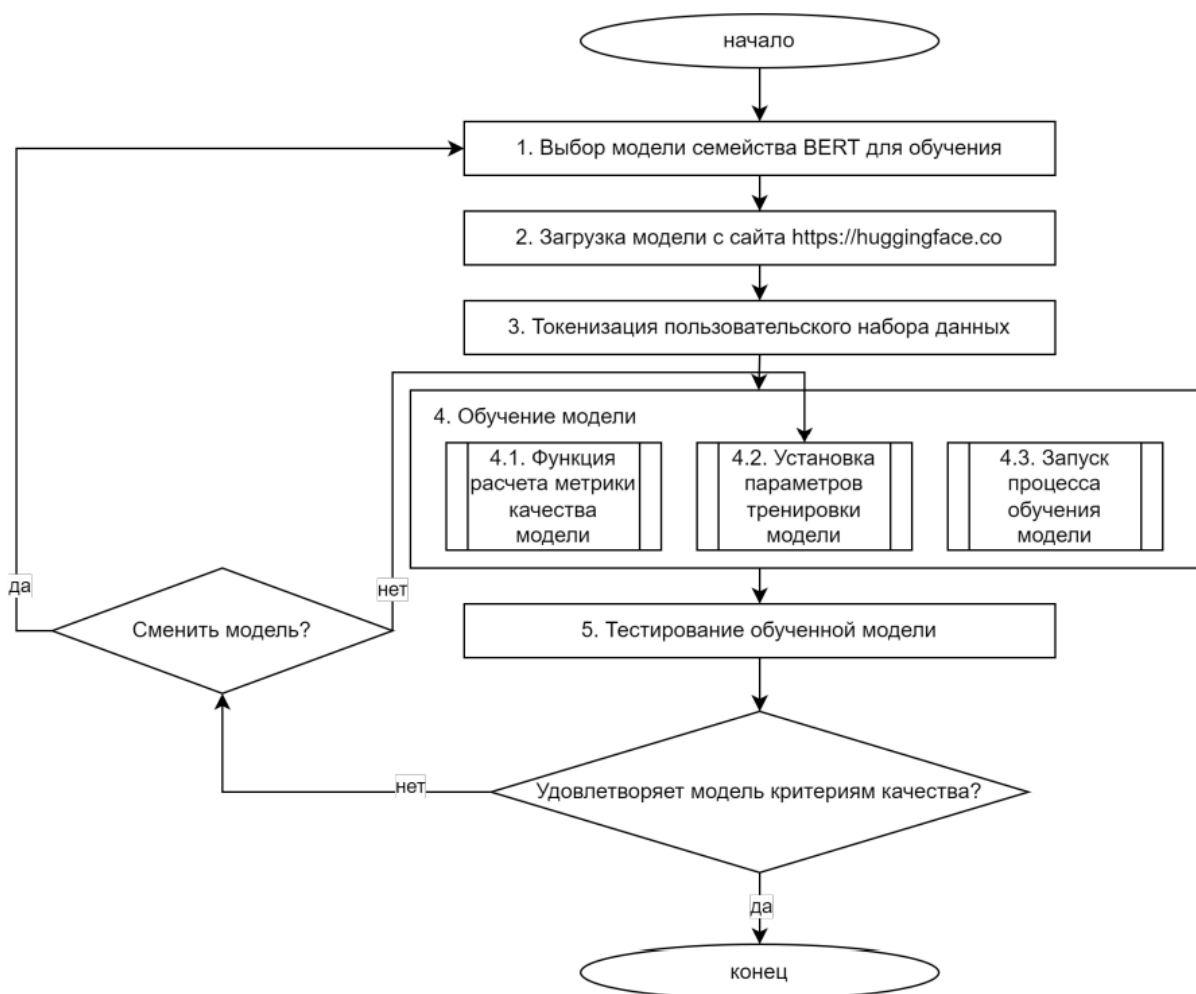 начало
1. Выбор модели семейства BERT для обучения
2. Загрузка модели с сайта https://huggingface.co
3. Токенизация пользовательского набора данных
4. Обучение модели
4.1. Функция
расчета метрики
качества
модели
4.2. Установка
параметров
тренировки
модели
4.3. Запуск
процесса
обучения
модели
да
нет
Сменить модель?
5. Тестирование обученной модели
нет
Удовлетворяет модель критериям качества?
да
конец